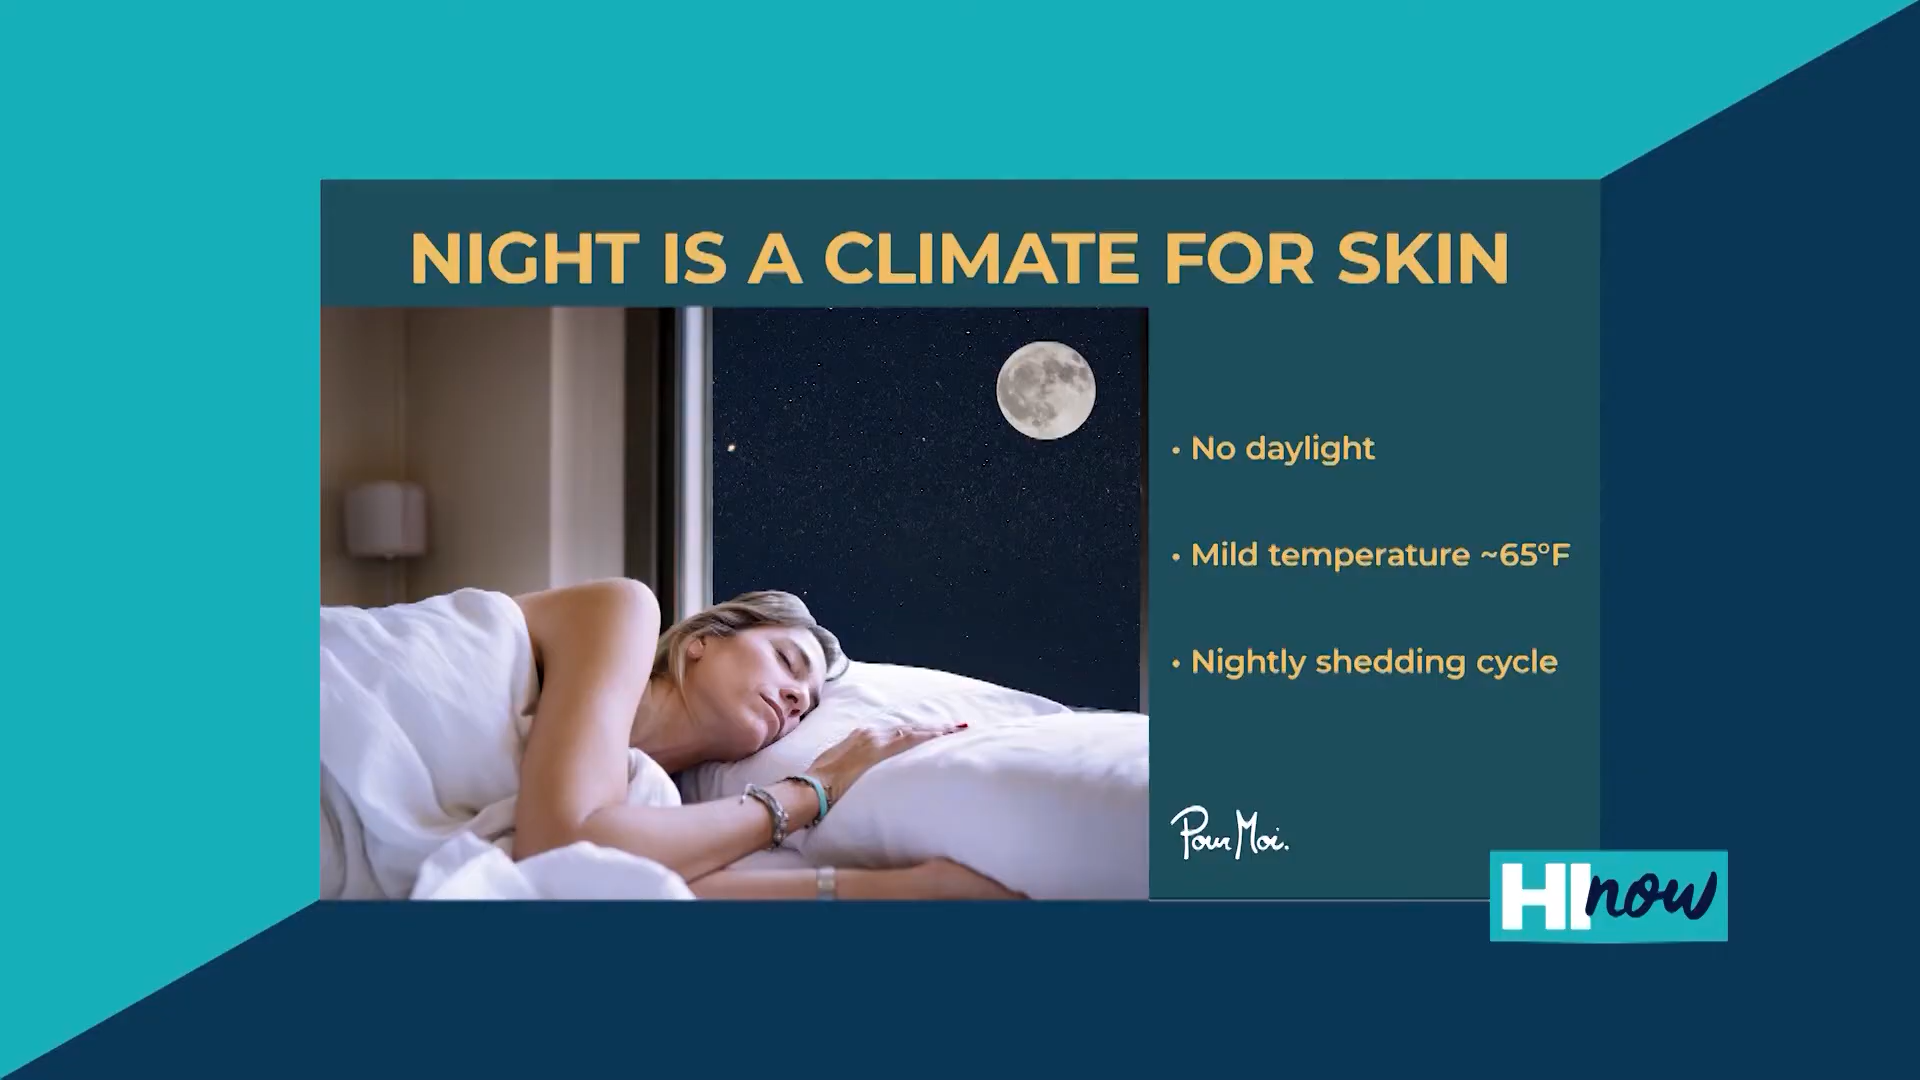 NIGHT IS A CLIMATE FOR SKIN
• No daylight
• Mild temperature ~65°F
• Nightly shedding cycle
Pour Moi.
HI now